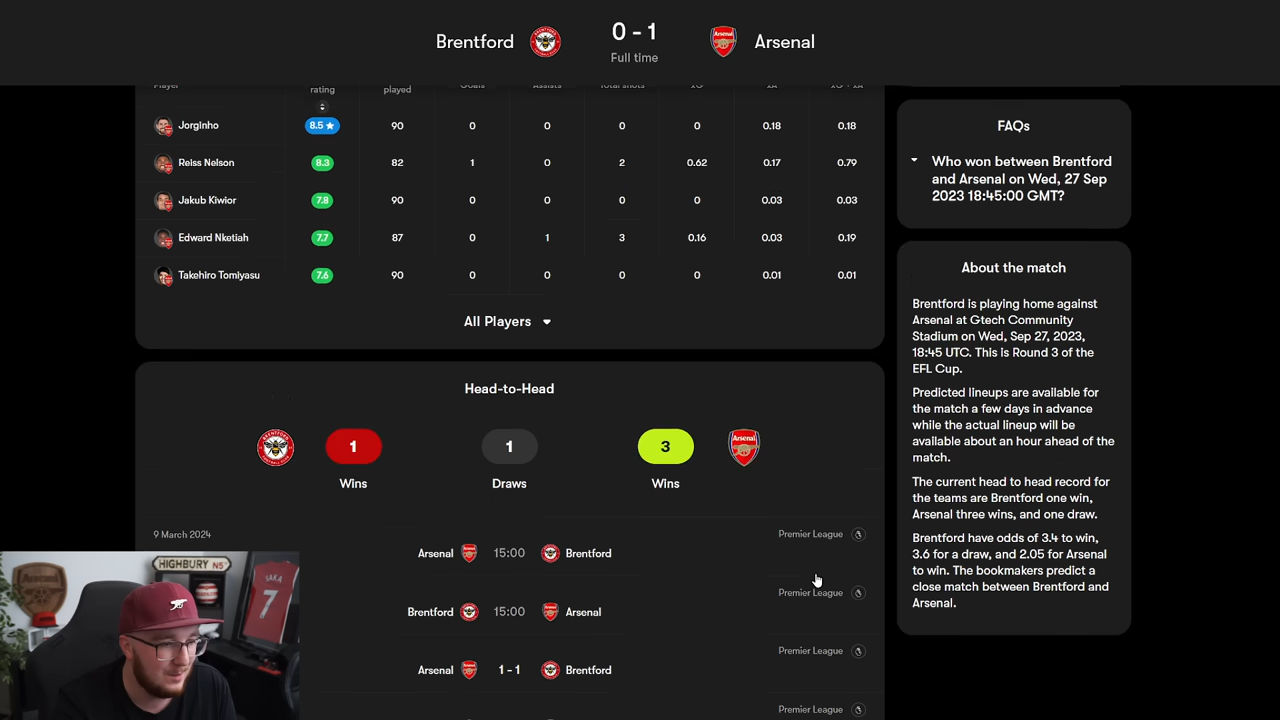 Brentford 0 - 1 Arsenal
Full time
Player rating played Goals Assists Total shots xG xA xG + xA
Jorginho 8.5 90 0 0 0 0 0.18 0.18
Reiss Nelson 8.3 82 1 0 2 0.62 0.17 0.79
Jakub Kiwior 7.8 90 0 0 0 0 0.03 0.03
Edward Nketiah 7.7 87 0 1 3 0.16 0.03 0.19
Takehiro Tomiyasu 7.6 90 0 0 0 0 0.01 0.01
All Players
Head-to-Head
1 1 3
Wins Draws Wins
9 March 2024
Premier League
Arsenal 15:00 Brentford
Premier League
Brentford 15:00 Arsenal
Premier League
Arsenal 1 - 1 Brentford
Premier League
FAQs
Who won between Brentford
and Arsenal on Wed, 27 Sep
2023 18:45:00 GMT?
About the match
Brentford is playing home against
Arsenal at Gtech Community
Stadium on Wed, Sep 27, 2023,
18:45 UTC. This is Round 3 of the
EFL Cup.
Predicted lineups are available for
the match a few days in advance
while the actual lineup will be
available about an hour ahead of the
match.
The current head to head record for
the teams are Brentford one win,
Arsenal three wins, and one draw.
Brentford have odds of 3.4 to win,
3.6 for a draw, and 2.05 for Arsenal
to win. The bookmakers predict a
close match between Brentford and
Arsenal.
HIGHBURY N5
SAKA
7